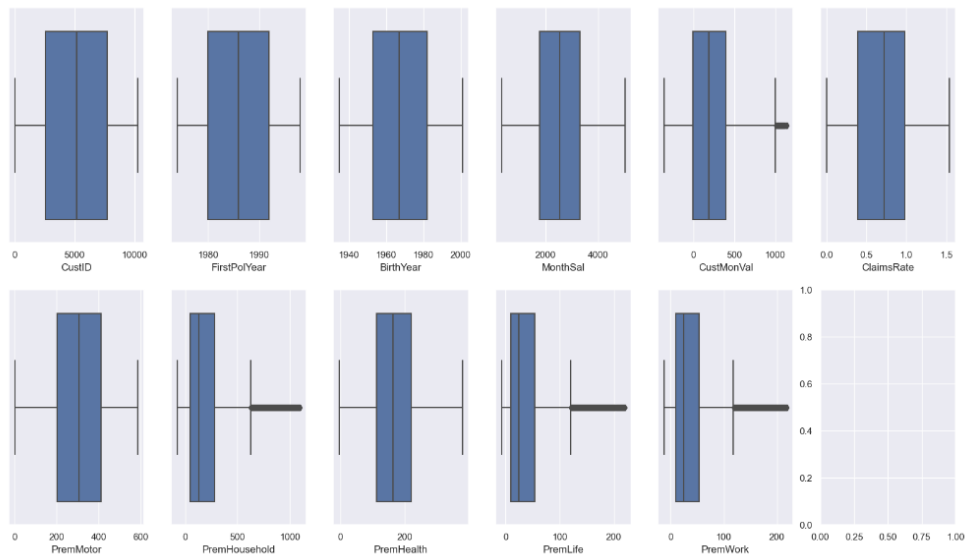 0 5000 10000 1980 1990 1940 1960 1980 2000 2000 4000 0 500 1000 0.0 0.5 1.0 1.5
CustID FirstPolYear BirthYear MonthSal CustMonVal ClaimsRate
1.0
0.8
0.6
0.4
0.2
0.0
200 400 600 0 500 1000 0 200 0 100 200 0 100 200 0.00 0.25 0.50 0.75 1.00
PremMotor PremHousehold PremHealth PremLife PremWork